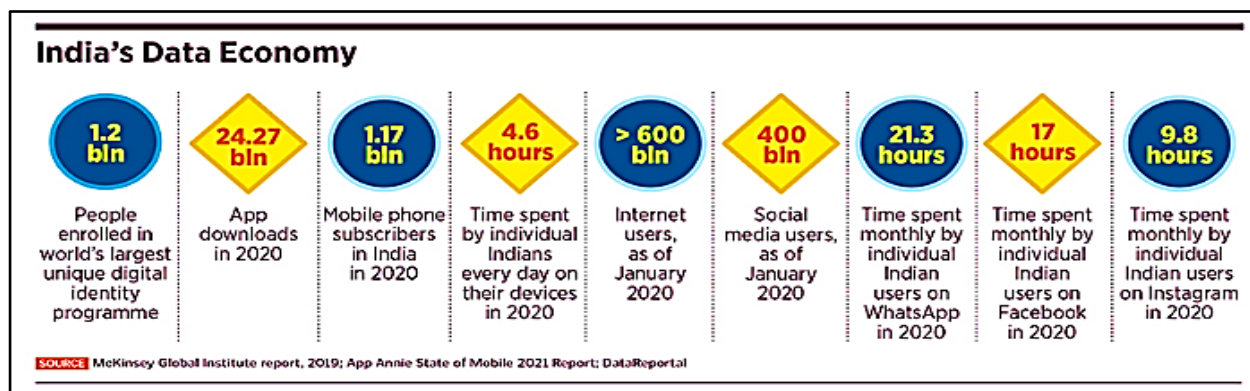 India's Data Economy
1.2
bln
People
enrolled in
world's largest
unique digital
identity
programme
24.27
bln
App
downloads
in 2020
1.17
bln
Mobile phone
subscribers
in India
in 2020
4.6
hours
Time spent
by individual
Indians
every day on
their devices
in 2020
> 600
bln
Internet
users,
as of
January
2020
400
bln
Social
media users,
as of
January
2020
21.3
hours
Time spent
monthly by
individual
Indian
users on
WhatsApp
in 2020
17
hours
Time spent
monthly by
individual
Indian
users on
Facebook
in 2020
9.8
hours
Time spent
monthly by
individual
Indian users
on Instagram
in 2020
SOURCE McKinsey Global Institute report, 2019; App Annie State of Mobile 2021 Report; DataReportal